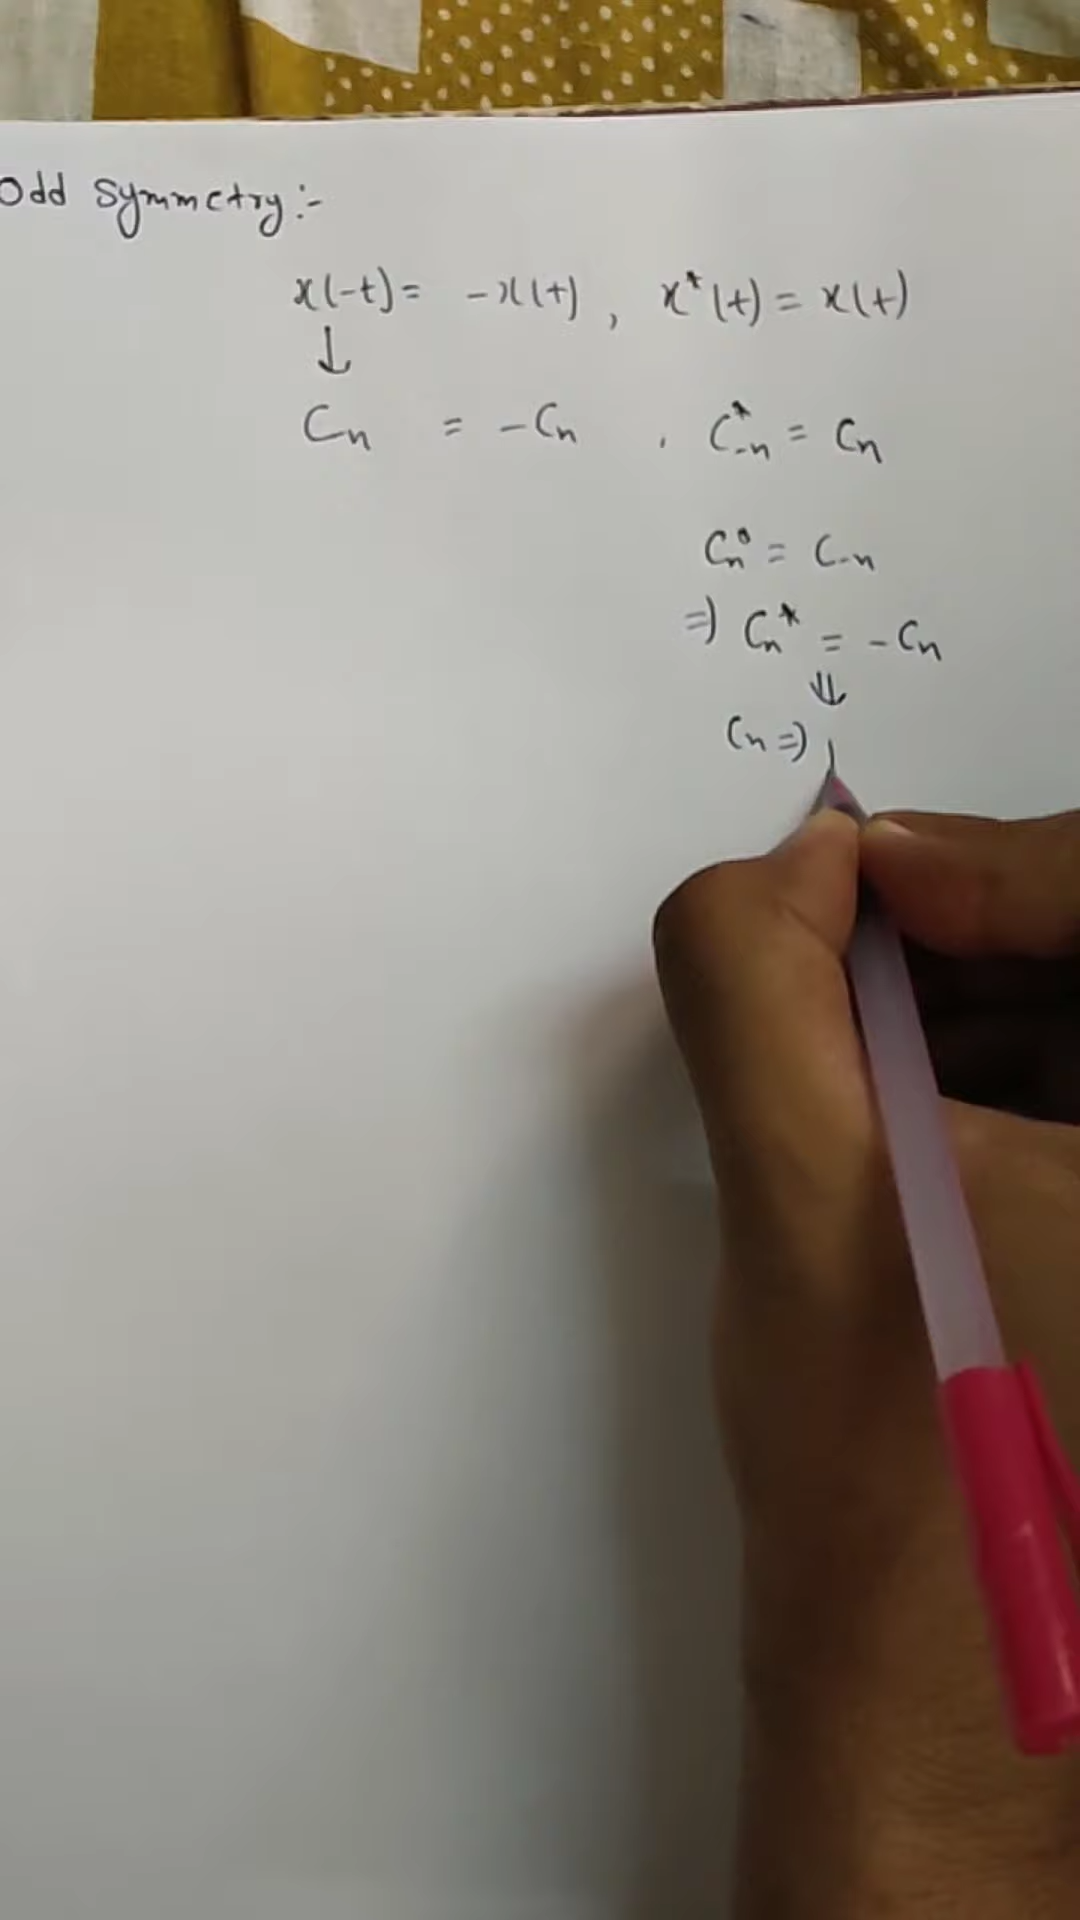 Odd Symmetry :-
x(-t) = -x(t) , x*(t) = x(t)
↓
Cn = -Cn , C*-n = Cn
Cn* = C-n
=) Cn* = -Cn
⇓
Cn =)